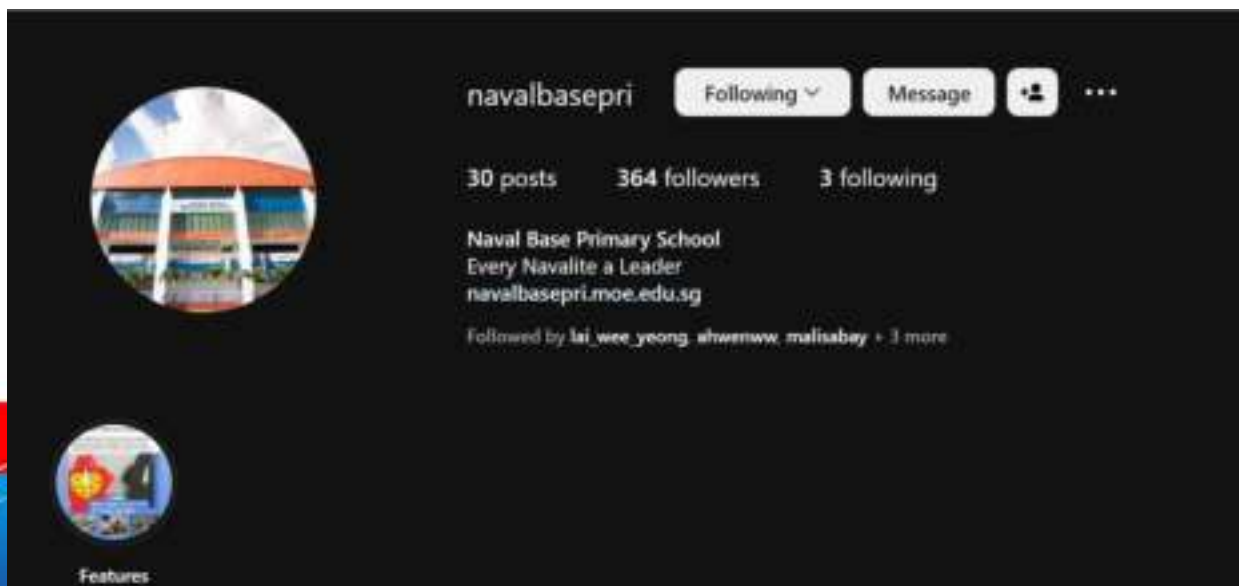 navalbasepri Following Message
30 posts 364 followers 3 following
Naval Base Primary School
Every Navalite a Leader
navalbasepri.moe.edu.sg
Followed by lai_wee_yeong, ahwenww, malisabay + 3 more
Features